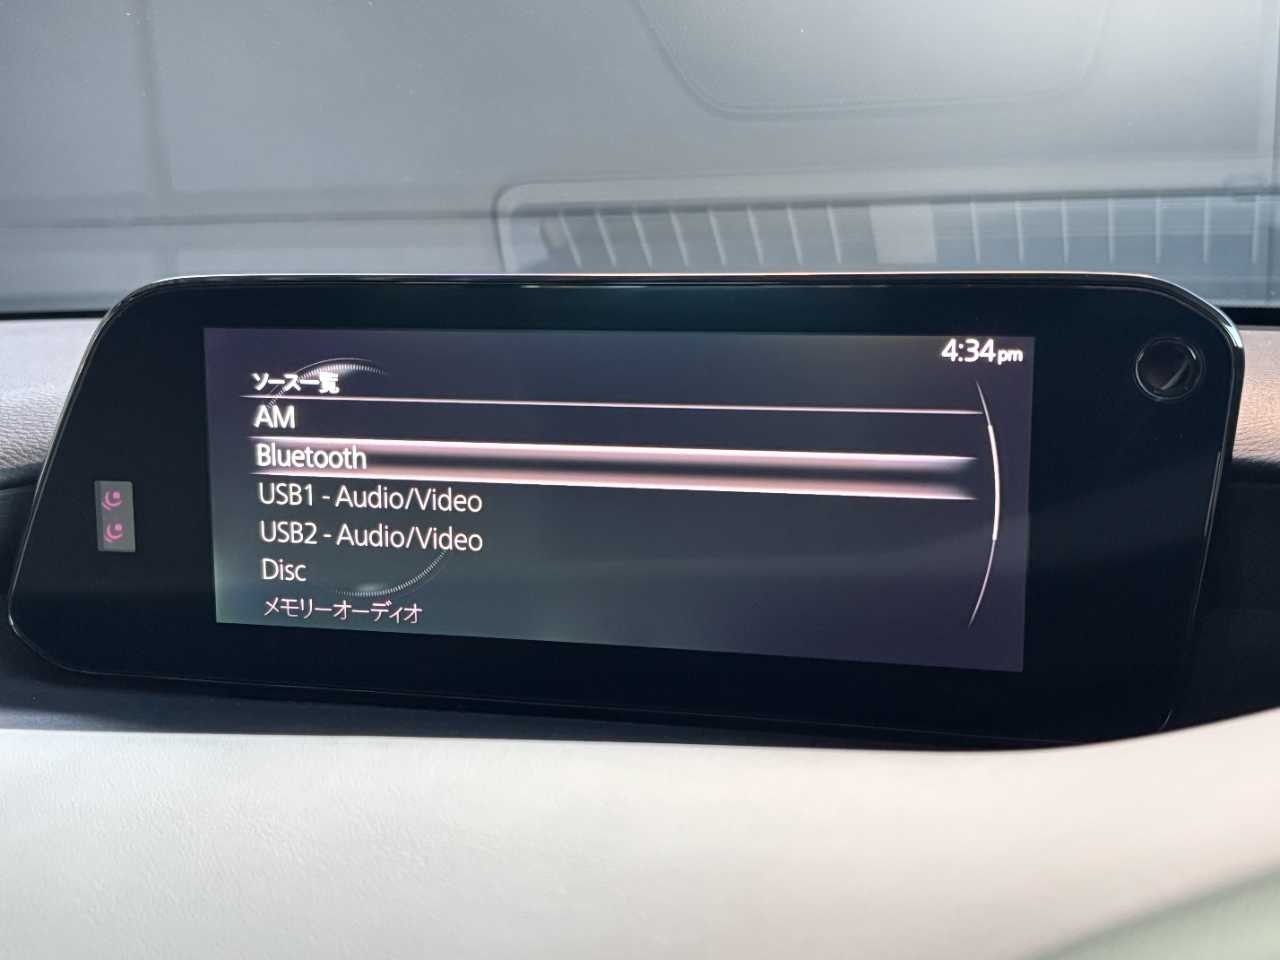 4:34pm
ソース一覧
AM
Bluetooth
USB1 - Audio/Video
USB2 - Audio/Video
Disc
メモリーオーディオ